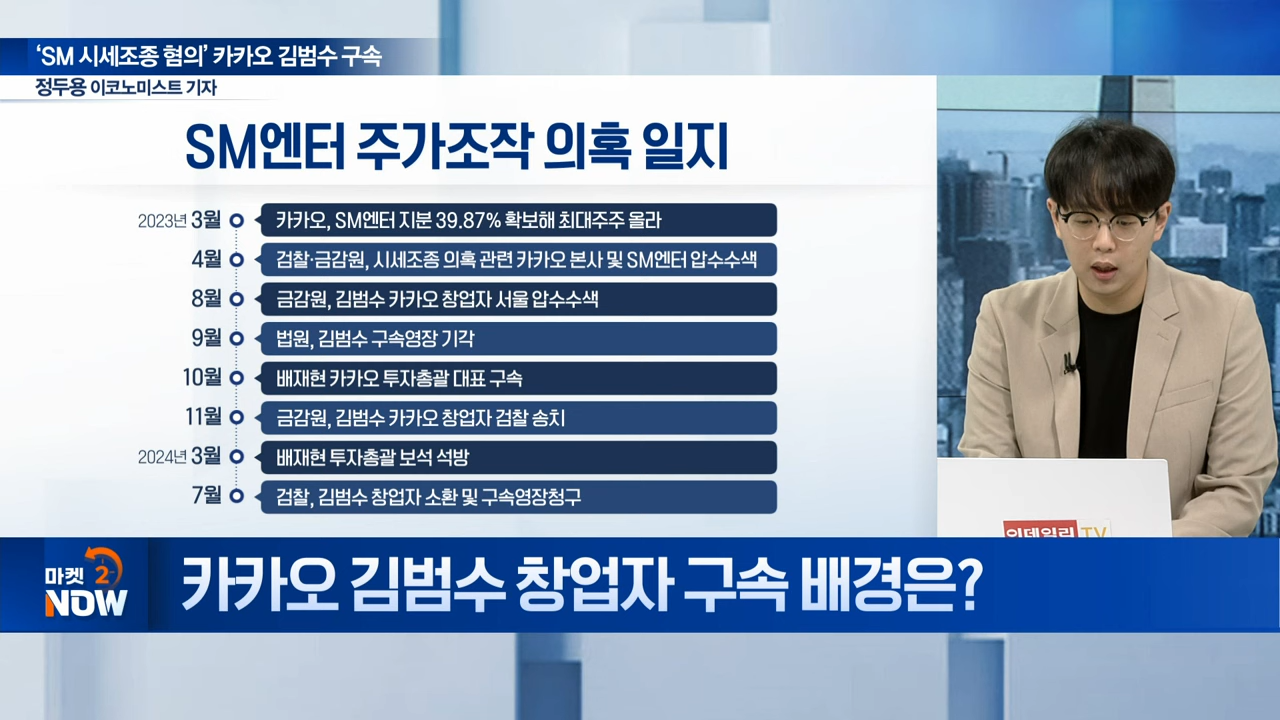 ‘SM 시세조종 혐의’ 카카오 김범수 구속
정두용 이코노미스트 기자
SM엔터 주가조작 의혹 일지
2023년 3월 카카오, SM엔터 지분 39.87% 확보해 최대주주 올라
4월 검찰·금감원, 시세조종 의혹 관련 카카오 본사 및 SM엔터 압수수색
8월 금감원, 김범수 카카오 창업자 서울 압수수색
9월 법원, 김범수 구속영장 기각
10월 배재현 카카오 투자총괄 대표 구속
11월 금감원, 김범수 카카오 창업자 검찰 송치
2024년 3월 배재현 투자총괄 보석 석방
7월 검찰, 김범수 창업자 소환 및 구속영장청구
이데일리 TV
마켓 2
NOW
카카오 김범수 창업자 구속 배경은?